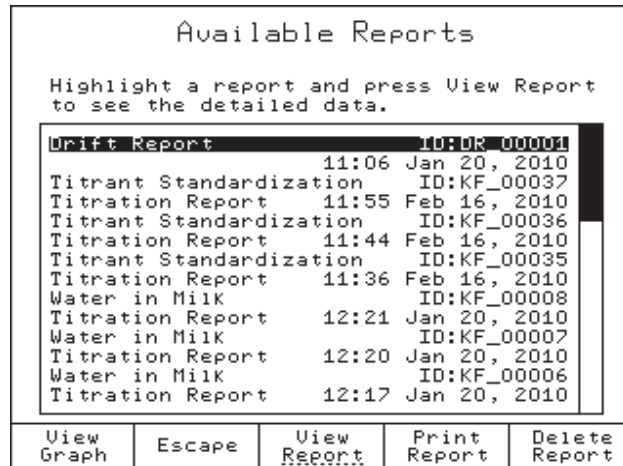 Available Reports
Highlight a report and press View Report
to see the detailed data.
Drift Report ID:DR_00001
11:06 Jan 20, 2010
Titrant Standardization ID:KF_00037
Titration Report 11:55 Feb 16, 2010
Titrant Standardization ID:KF_00036
Titration Report 11:44 Feb 16, 2010
Titrant Standardization ID:KF_00035
Titration Report 11:36 Feb 16, 2010
Water in Milk ID:KF_00008
Titration Report 12:21 Jan 20, 2010
Water in Milk ID:KF_00007
Titration Report 12:20 Jan 20, 2010
Water in Milk ID:KF_00006
Titration Report 12:17 Jan 20, 2010
View Graph
Escape
View Report
Print Report
Delete Report